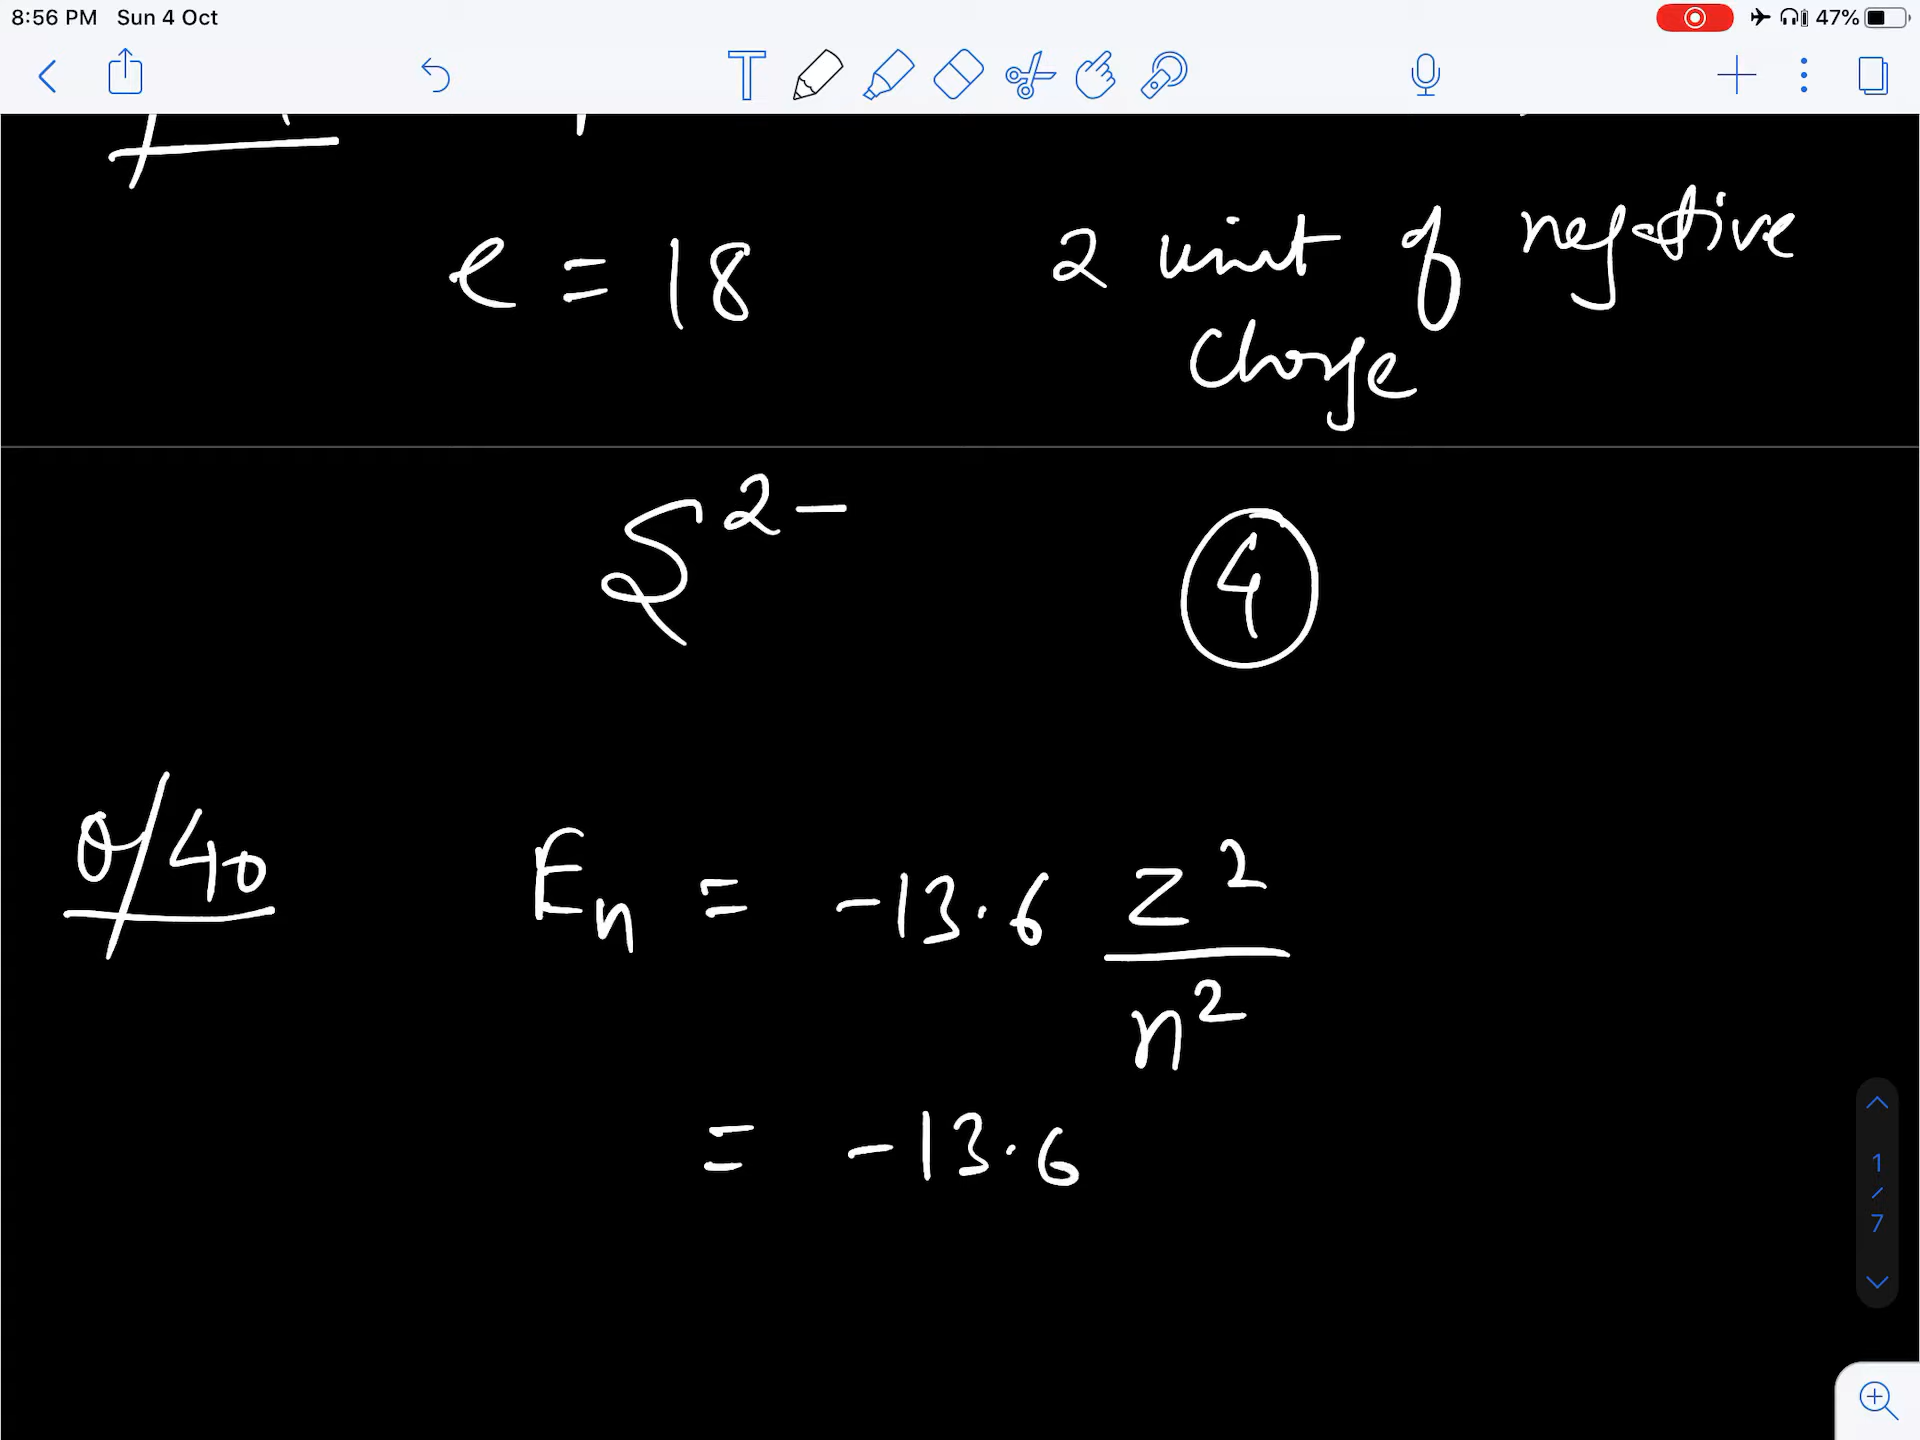 8:56 PM Sun 4 Oct
47%
T
e = 18
2 unit of negative
charge
S²⁻
4
Q/40
Eₙ = -13.6 Z²/n²
= -13.6
1
/
7